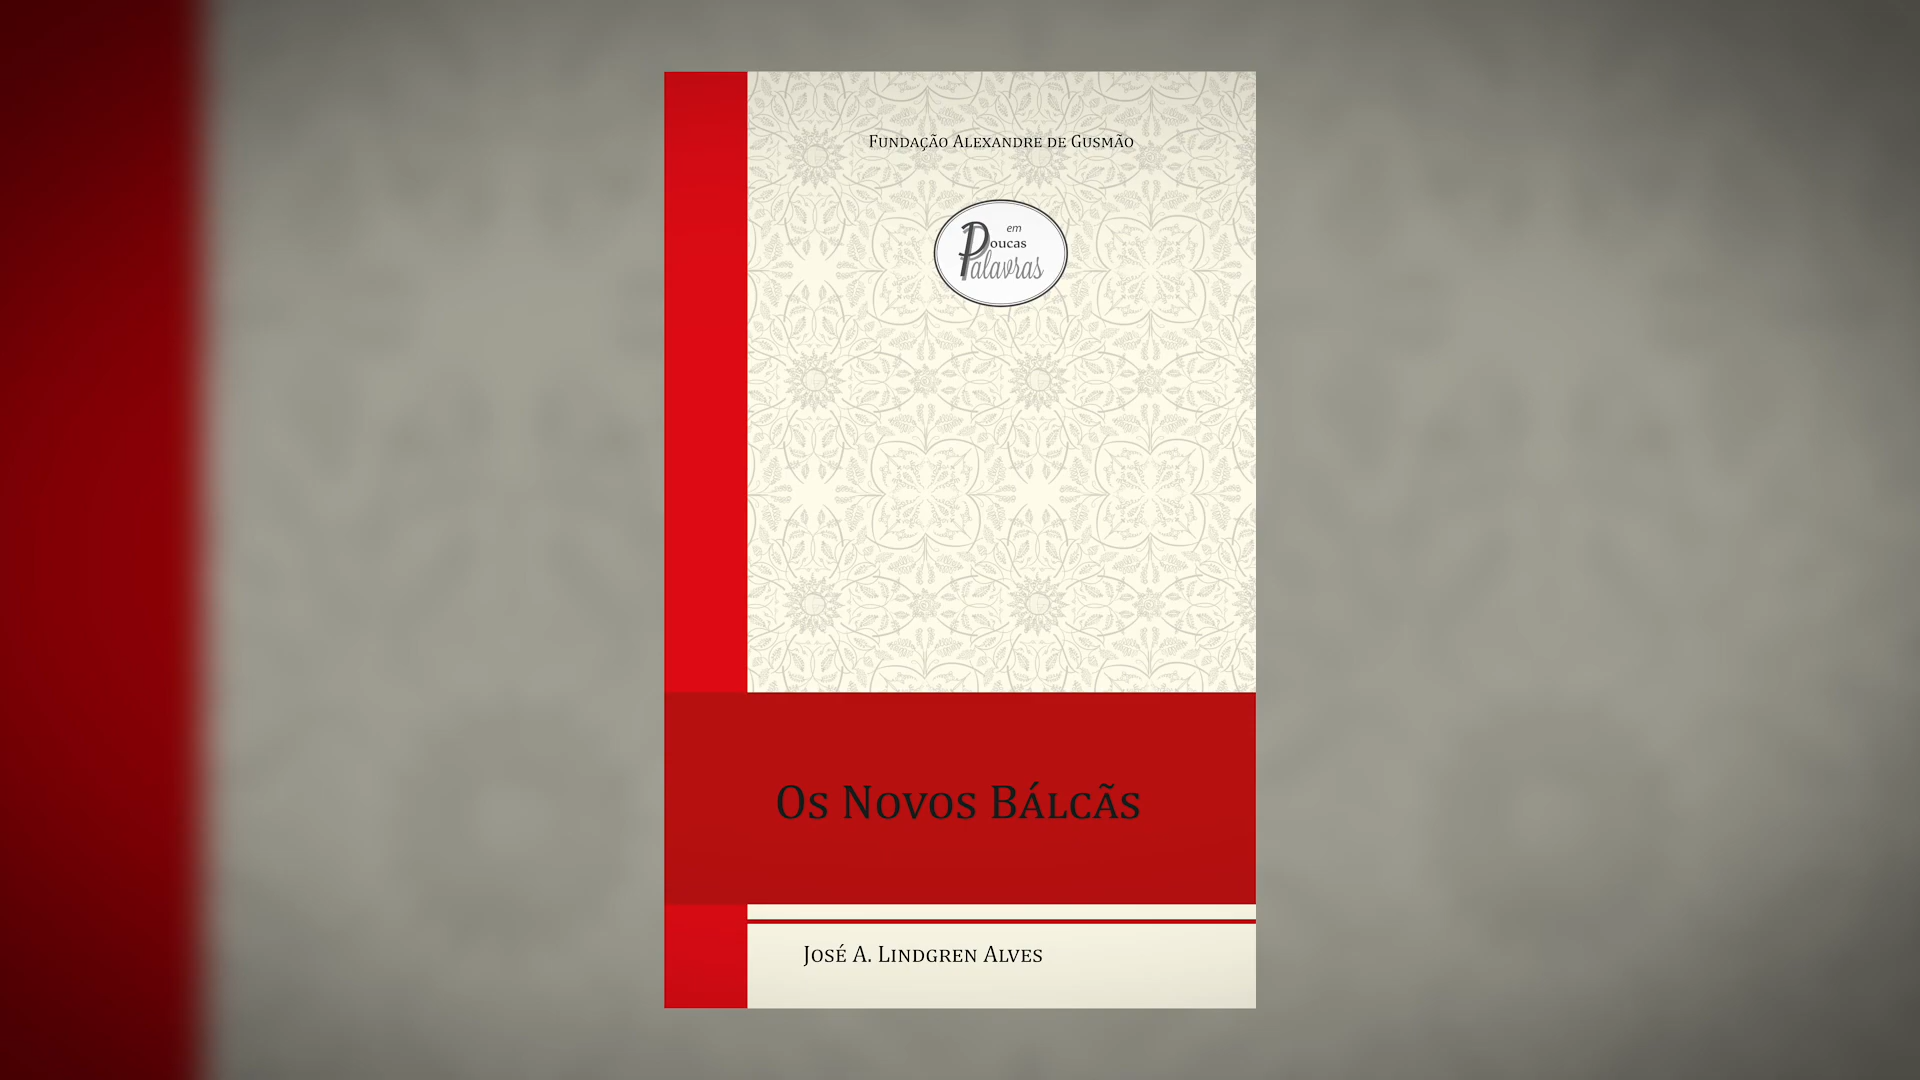 Fundação Alexandre de Gusmão
em
Poucas
Palavras
Os Novos Bálcãs
José A. Lindgren Alves